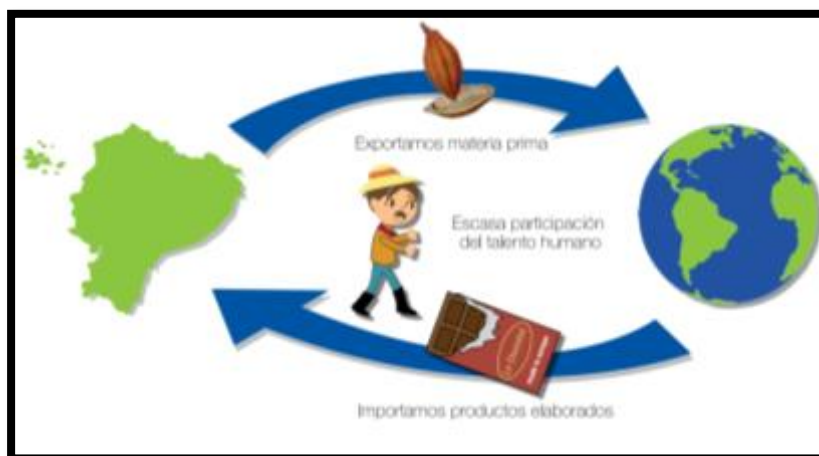 Exportamos materia prima
Escasa participación
del talento humano
Importamos productos elaborados